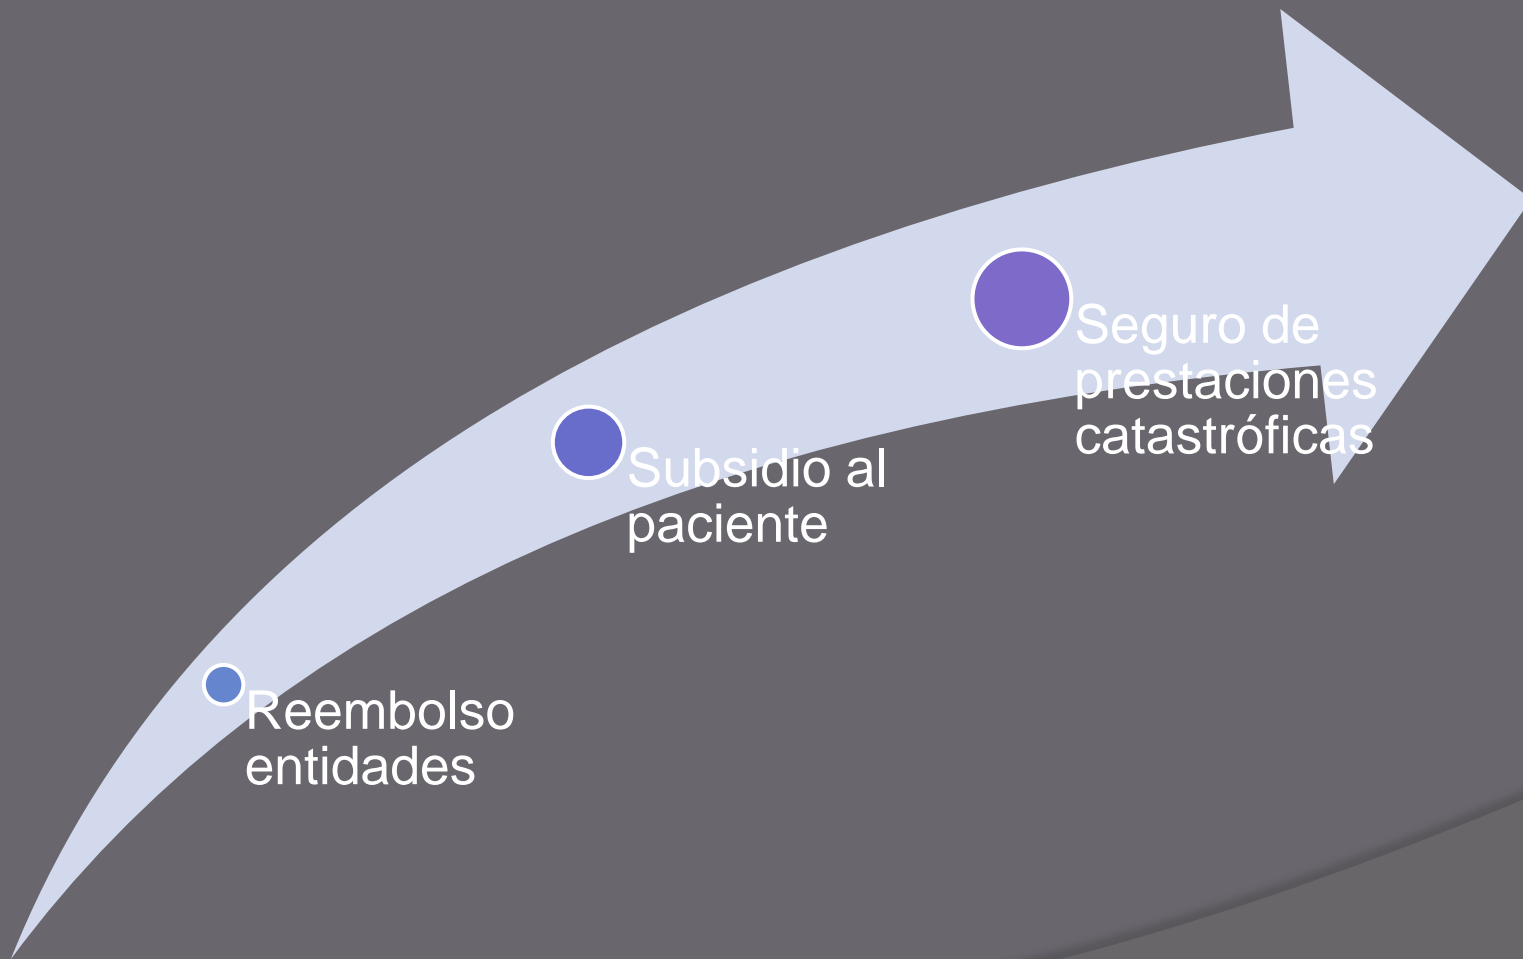 Seguro de
prestaciones
catastróficas
Subsidio al
paciente
Reembolso
entidades